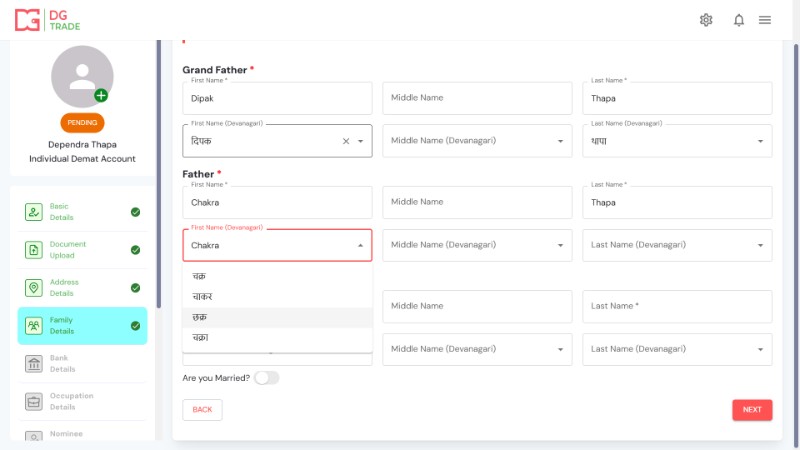 DG
TRADE
PENDING
Dependra Thapa
Individual Demat Account
Basic
Details
Document
Upload
Address
Details
Family
Details
Bank
Details
Occupation
Details
Nominee
Grand Father *
First Name *
Dipak
Middle Name
Last Name *
Thapa
First Name (Devanagari)
दिपक
Middle Name (Devanagari)
Last Name (Devanagari)
थापा
Father *
First Name *
Chakra
Middle Name
Last Name *
Thapa
First Name (Devanagari)
Chakra
Middle Name (Devanagari)
Last Name (Devanagari)
चक्र
चाकर
छक्र
चक्रा
Middle Name
Last Name *
Middle Name (Devanagari)
Last Name (Devanagari)
Are you Married?
BACK
NEXT